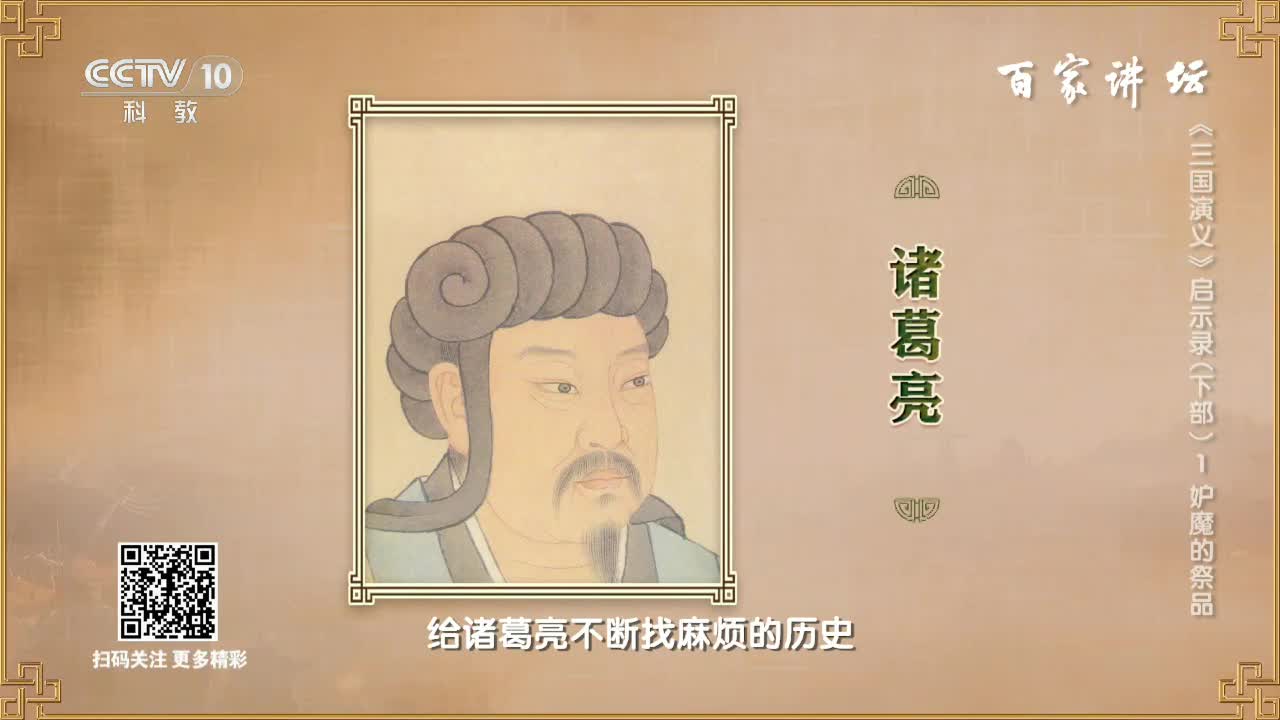 CCTV 10
科 教
百家讲坛
《三国演义》启示录（下部）1 妒魔的祭品
诸葛亮
给诸葛亮不断找麻烦的历史
扫码关注 更多精彩